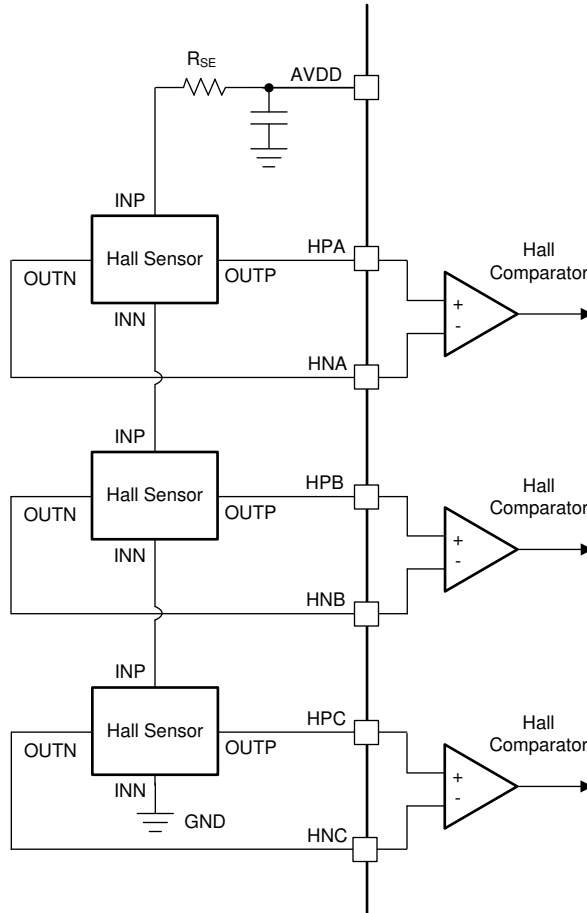 RSE
AVDD
INP
Hall Sensor
OUTN
OUTP
INN
HPA
HNA
+
-
Hall
Comparator
INP
Hall Sensor
OUTN
OUTP
INN
HPB
HNB
+
-
Hall
Comparator
INP
Hall Sensor
OUTN
OUTP
INN
GND
HPC
HNC
+
-
Hall
Comparator